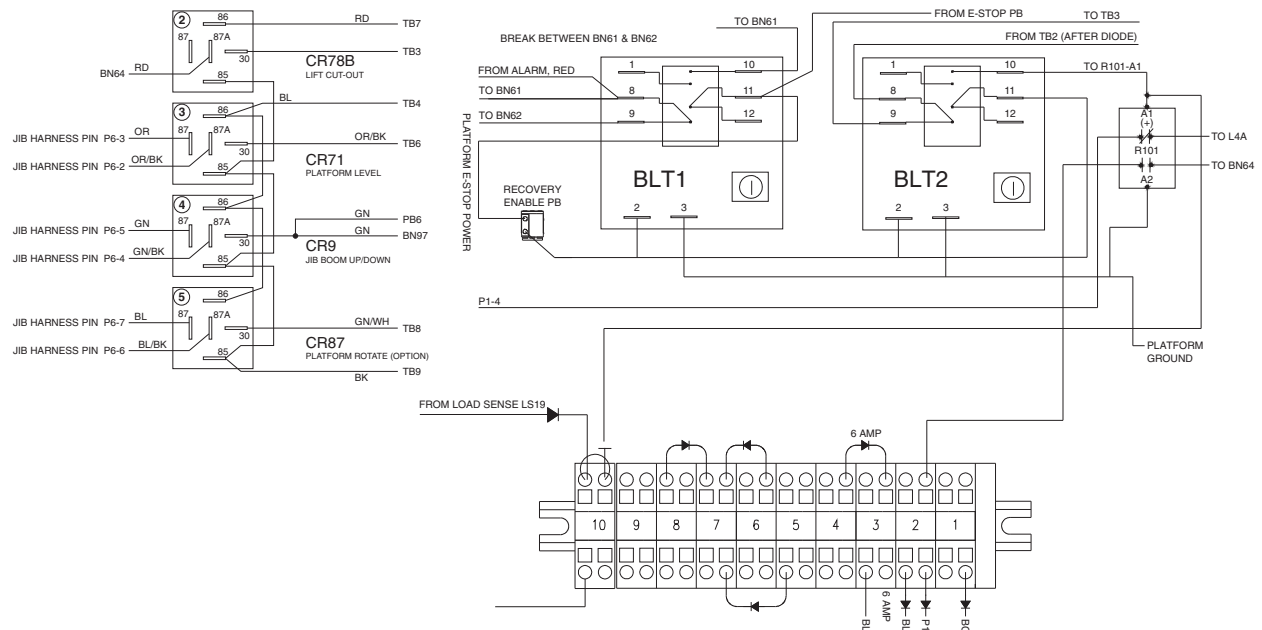 2
86
RD
TB7
87
87A
30
TB3
CR78B
LIFT CUT-OUT
BN64
RD
85
3
86
BL
TB4
JIB HARNESS PIN P6-3
OR
87
87A
30
OR/BK
TB6
JIB HARNESS PIN P6-2
OR/BK
85
CR71
PLATFORM LEVEL
4
86
GN
PB6
JIB HARNESS PIN P6-5
GN
87
87A
30
GN
BN97
JIB HARNESS PIN P6-4
GN/BK
85
CR9
JIB BOOM UP/DOWN
5
86
JIB HARNESS PIN P6-7
BL
87
87A
30
GN/WH
TB8
JIB HARNESS PIN P6-6
BL/BK
85
CR87
PLATFORM ROTATE (OPTION)
BK
TB9
TO BN61
BREAK BETWEEN BN61 & BN62
FROM ALARM, RED
TO BN61
TO BN62
PLATFORM E-STOP POWER
1
10
8
11
9
12
BLT1
2
3
RECOVERY
ENABLE PB
FROM E-STOP PB
TO TB3
FROM TB2 (AFTER DIODE)
1
10
8
11
9
12
BLT2
2
3
TO R101-A1
A1
(+)
R101
A2
TO L4A
TO BN64
P1-4
PLATFORM
GROUND
FROM LOAD SENSE LS19
6 AMP
10
9
8
7
6
5
4
3
2
1
BL
6 AMP
BL
P1